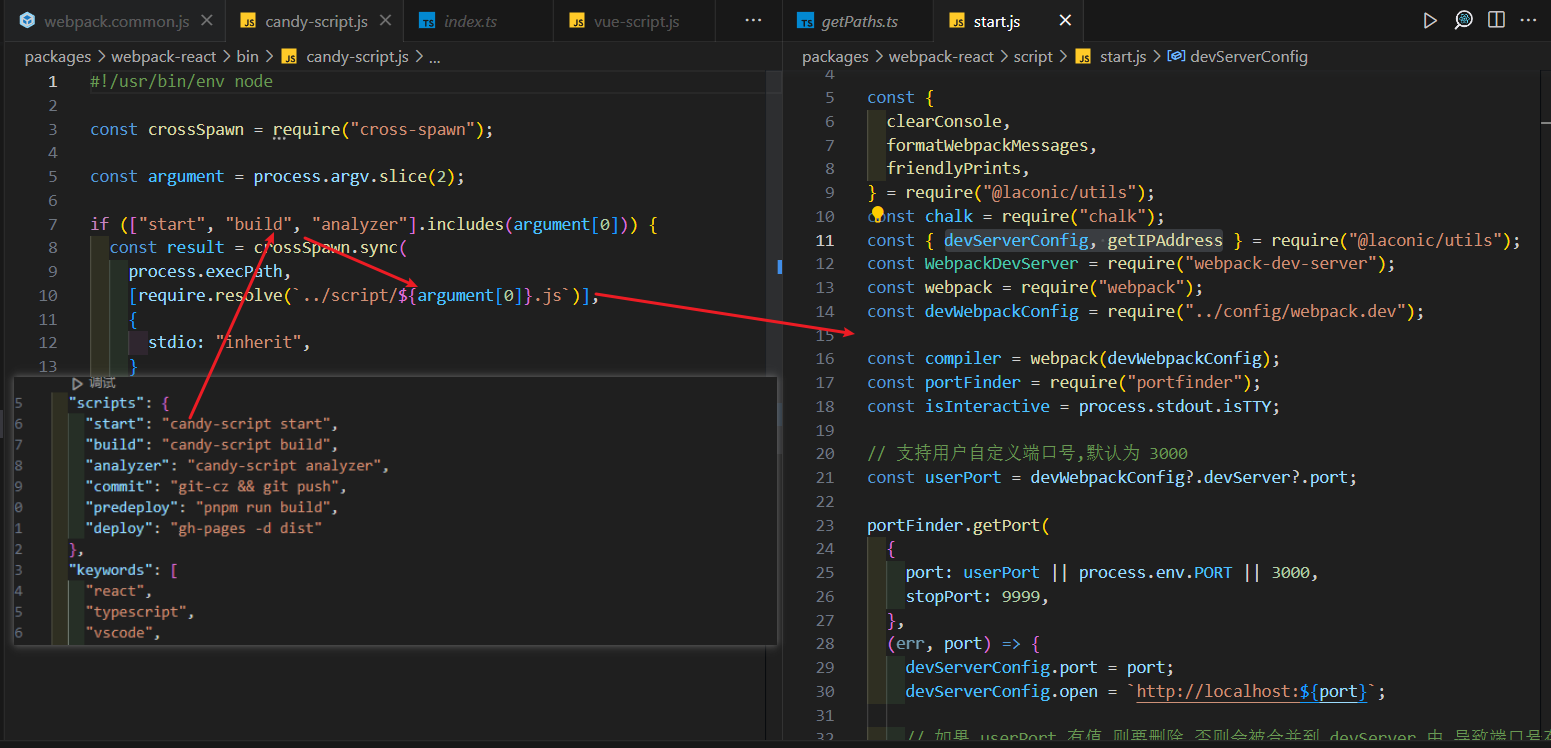 webpack.common.js
candy-script.js
index.ts
vue-script.js
packages > webpack-react > bin > candy-script.js > ...
1 #!/usr/bin/env node
2
3 const crossSpawn = require("cross-spawn");
4
5 const argument = process.argv.slice(2);
6
7 if (["start", "build", "analyzer"].includes(argument[0])) {
8 const result = crossSpawn.sync(
9 process.execPath,
10 [require.resolve(`../script/${argument[0]}.js`)],
11 {
12 stdio: "inherit",
13 }
调试
5 "scripts": {
6 "start": "candy-script start",
7 "build": "candy-script build",
8 "analyzer": "candy-script analyzer",
9 "commit": "git-cz && git push",
0 "predeploy": "pnpm run build",
1 "deploy": "gh-pages -d dist"
2 },
3 "keywords": [
4 "react",
5 "typescript",
6 "vscode",
getPaths.ts
start.js
packages > webpack-react > script > start.js > devServerConfig
4
5 const {
6 clearConsole,
7 formatWebpackMessages,
8 friendlyPrints,
9 } = require("@laconic/utils");
10 const chalk = require("chalk");
11 const { devServerConfig, getIPAddress } = require("@laconic/utils");
12 const WebpackDevServer = require("webpack-dev-server");
13 const webpack = require("webpack");
14 const devWebpackConfig = require("../config/webpack.dev");
15
16 const compiler = webpack(devWebpackConfig);
17 const portFinder = require("portfinder");
18 const isInteractive = process.stdout.isTTY;
19
20 // 支持用户自定义端口号,默认为 3000
21 const userPort = devWebpackConfig?.devServer?.port;
22
23 portFinder.getPort(
24 {
25 port: userPort || process.env.PORT || 3000,
26 stopPort: 9999,
27 },
28 (err, port) => {
29 devServerConfig.port = port;
30 devServerConfig.open = `http://localhost:${port}`;
31
32 // 如果 userPort 有值 则要删除 否则会被合并到 devServer 中 导致端口号